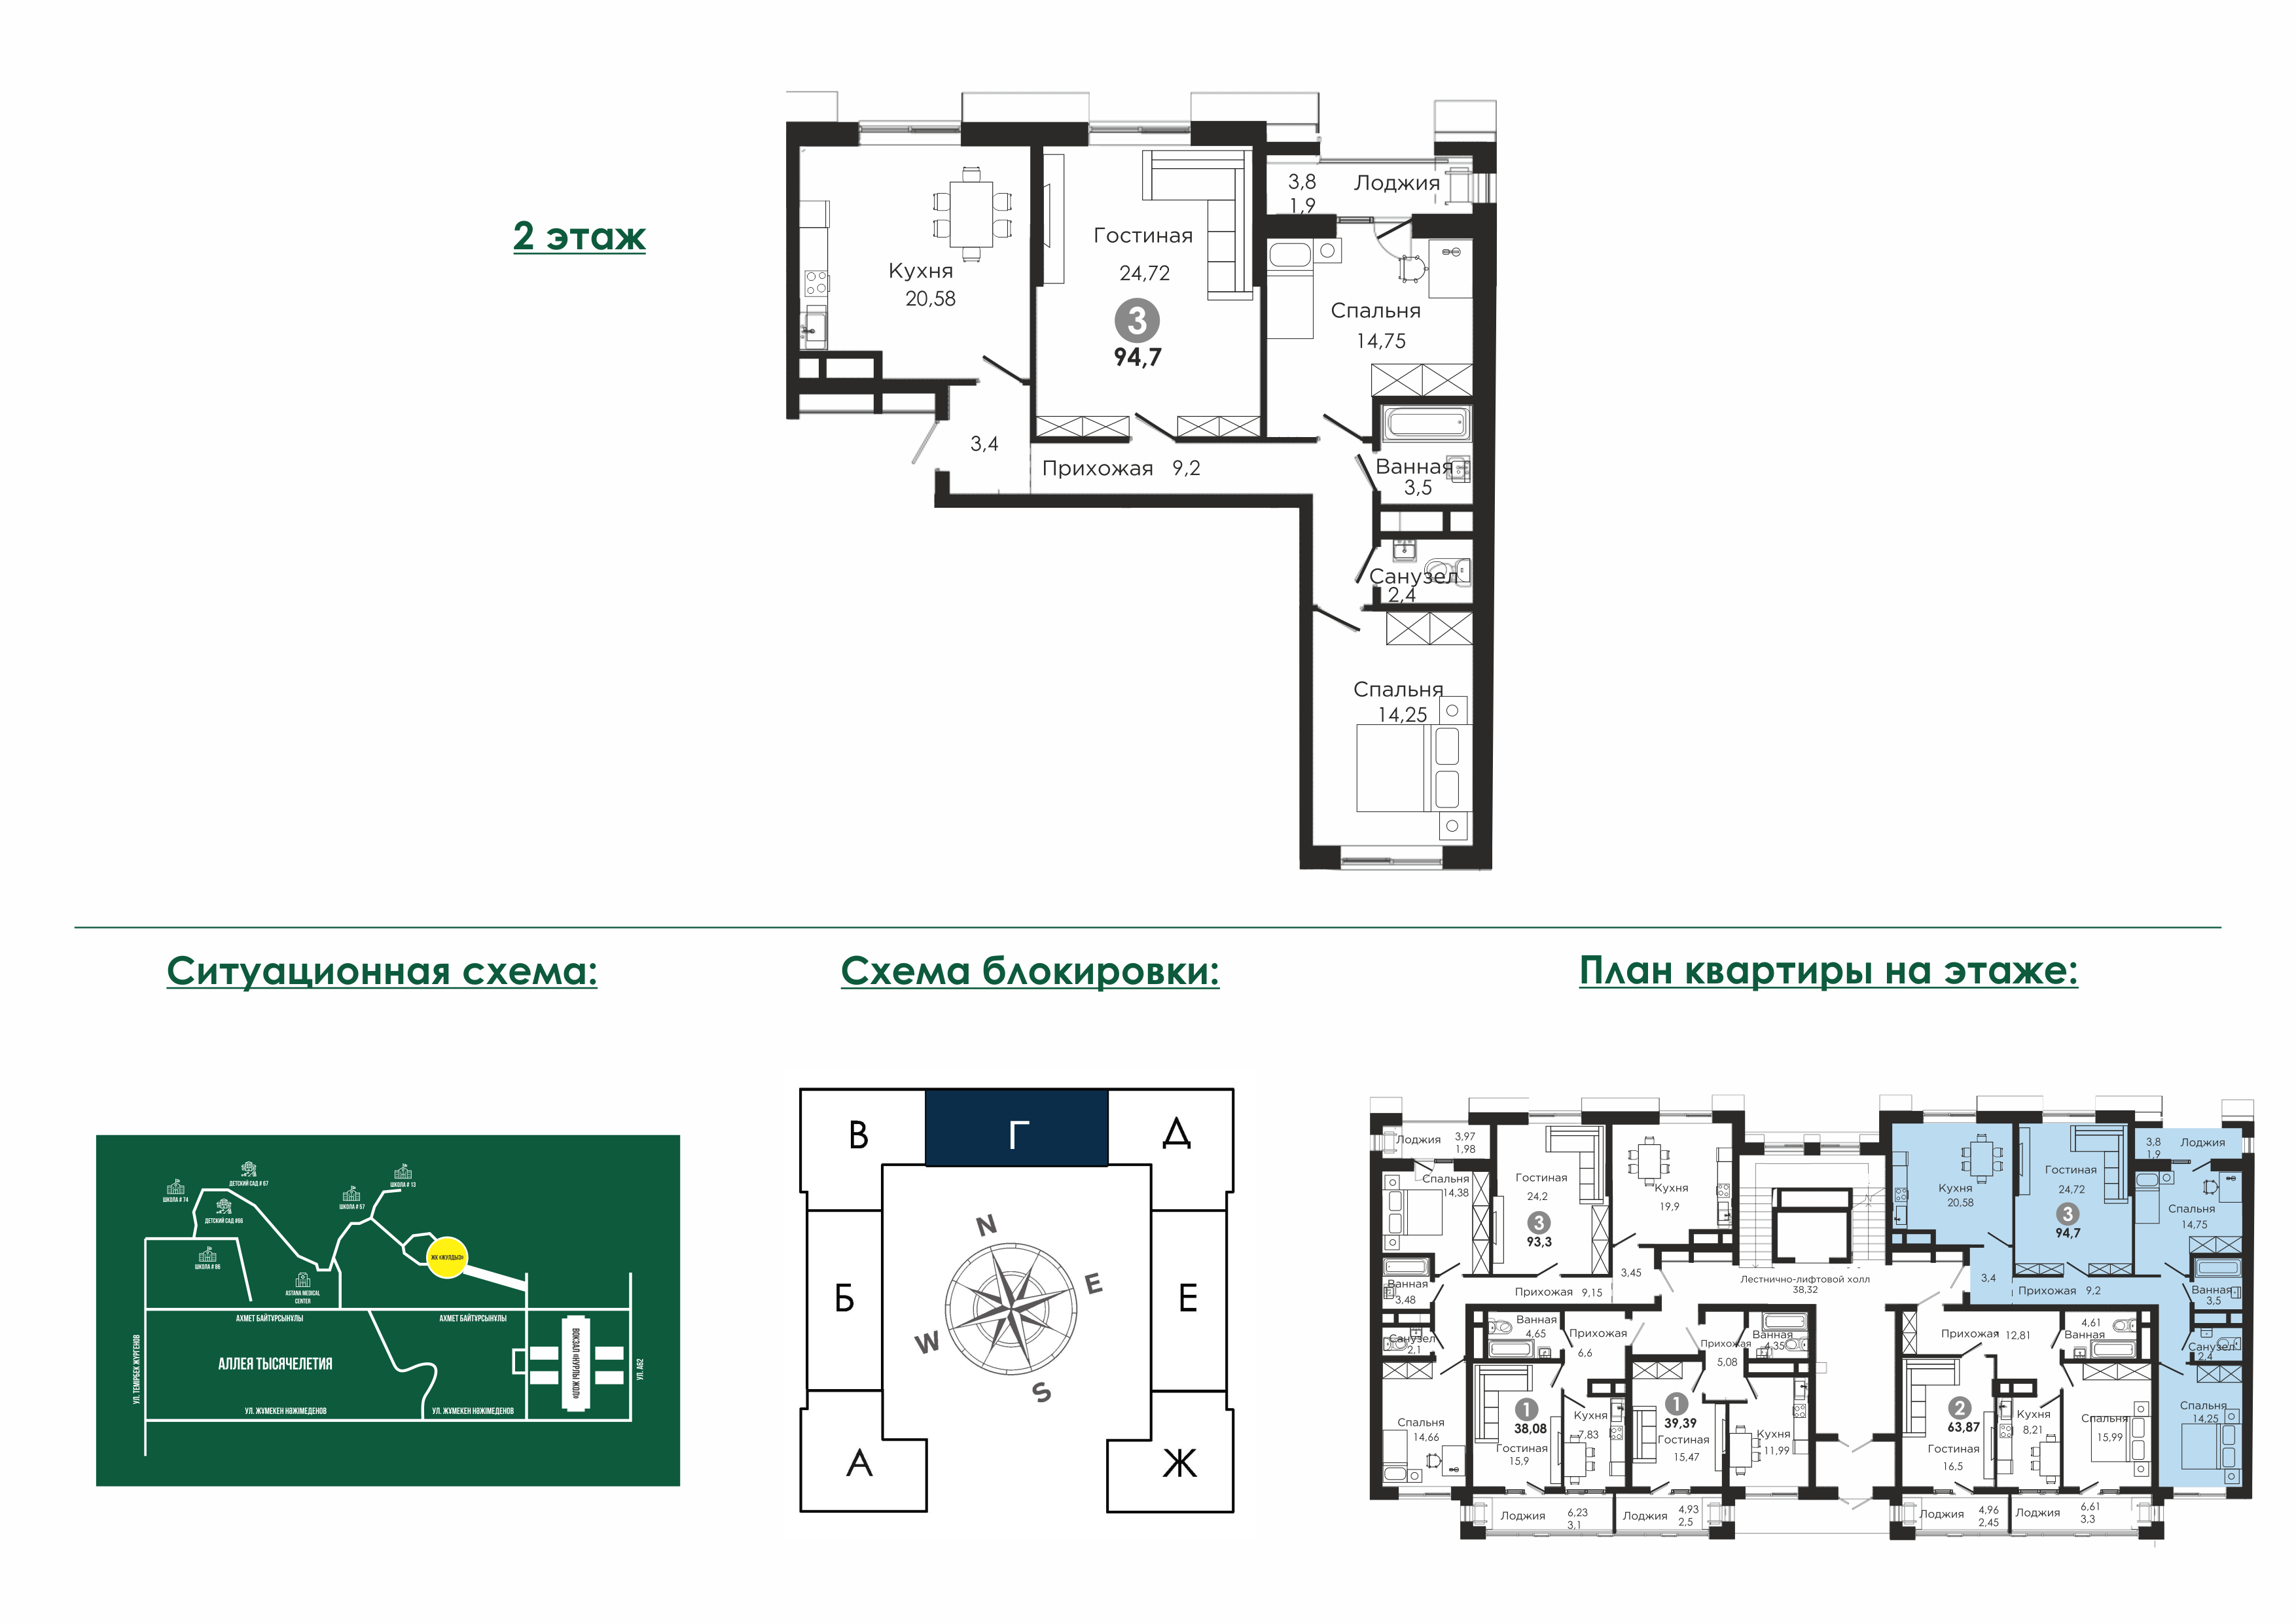 2 этаж
Кухня
20,58
Гостиная
24,72
3
94,7
3,8
1,9
Лоджия
Спальня
14,75
3,4
Прихожая 9,2
Ванная
3,5
Санузел
2,4
Спальня
14,25
Ситуационная схема:
Схема блокировки:
План квартиры на этаже:
ДЕТСКИЙ САД # 67
ШКОЛА # 74
ДЕТСКИЙ САД #66
ШКОЛА # 57
ШКОЛА # 13
ШКОЛА # 86
ЖК «ЖУЛДЫЗ»
ASTANA MEDICAL
CENTER
АХМЕТ БАЙТҰРСЫНҰЛЫ
АХМЕТ БАЙТҰРСЫНҰЛЫ
УЛ. ТЕМІРБЕК ЖҮРГЕНОВ
АЛЛЕЯ ТЫСЯЧЕЛЕТИЯ
ВОКЗАЛ «НҰРЛЫ ЖОЛ»
УЛ. А62
УЛ. ЖҰМЕКЕН НӘЖІМЕДЕНОВ
УЛ. ЖҰМЕКЕН НӘЖІМЕДЕНОВ
В
Г
Д
Б
Е
А
Ж
N
E
W
S
Лоджия
3,97
1,98
Спальня
14,38
Гостиная
24,2
3
93,3
Кухня
19,9
3,45
Прихожая 9,15
Ванная
3,48
Санузел
2,1
Спальня
14,66
Ванная
4,65
Прихожая
6,6
1
38,08
Гостиная
15,9
Кухня
7,83
Лоджия
6,23
3,1
1
39,39
Гостиная
15,47
Прихожая
5,08
Ванная
4,35
Кухня
11,99
Лоджия
4,93
2,5
Лестнично-лифтовой холл
38,32
Кухня
20,58
Гостиная
24,72
3
94,7
3,8
1,9
Лоджия
Спальня
14,75
3,4
Прихожая 9,2
Ванная
3,5
Санузел
2,4
Спальня
14,25
Прихожая 12,81
4,61
Ванная
2
63,87
Гостиная
16,5
Кухня
8,21
Спальня
15,99
Лоджия
4,96
2,45
Лоджия
6,61
3,3